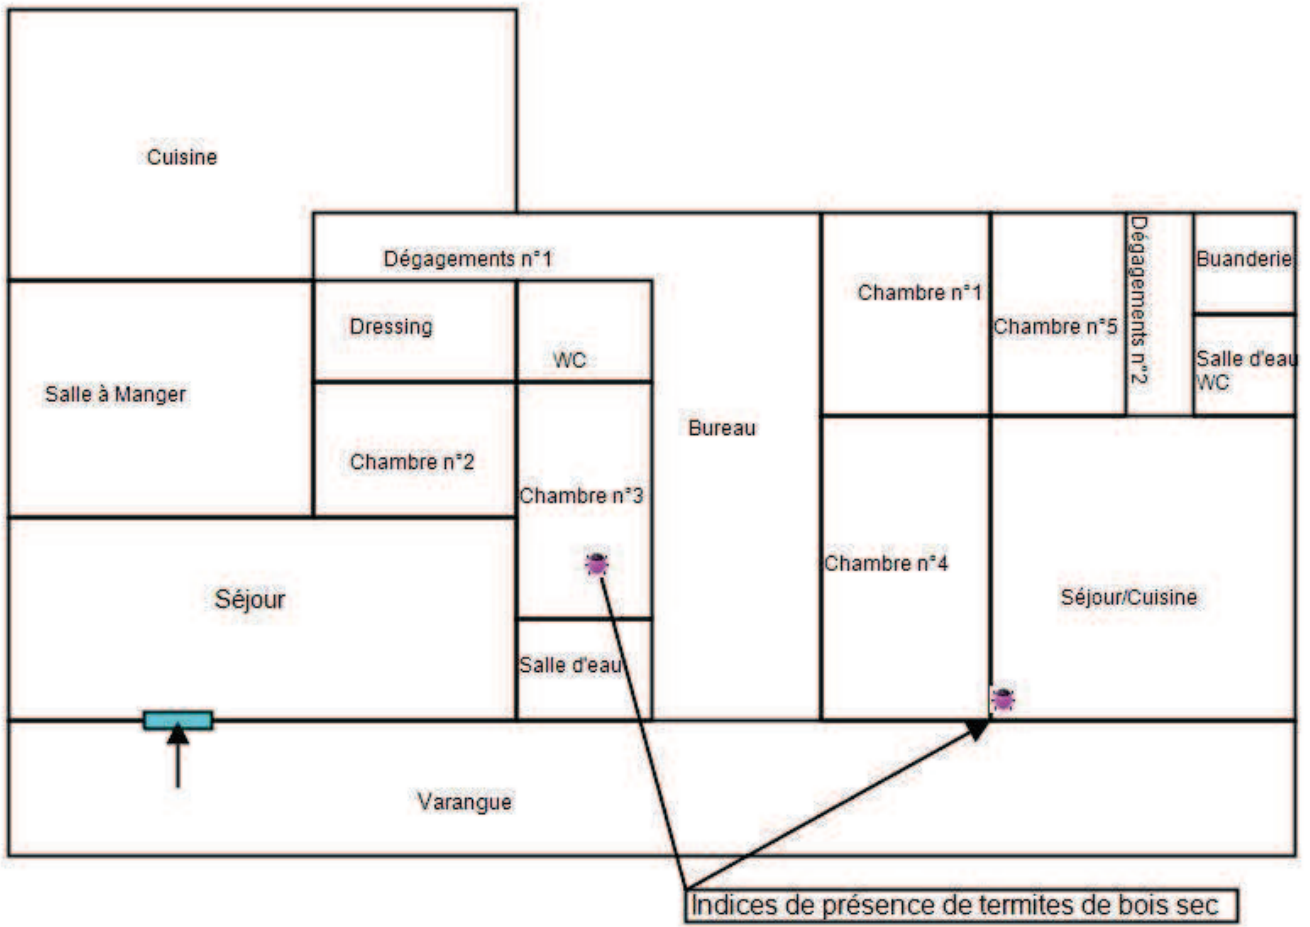 Cuisine
Dégagements n°1
Dégagements n°2
Buanderie
Chambre n°1
Dressing
Chambre n°5
WC
Salle d'eau
WC
Salle à Manger
Bureau
Chambre n°2
Chambre n°3
Chambre n°4
Séjour
Séjour/Cuisine
Salle d'eau
Varangue
Indices de présence de termites de bois sec